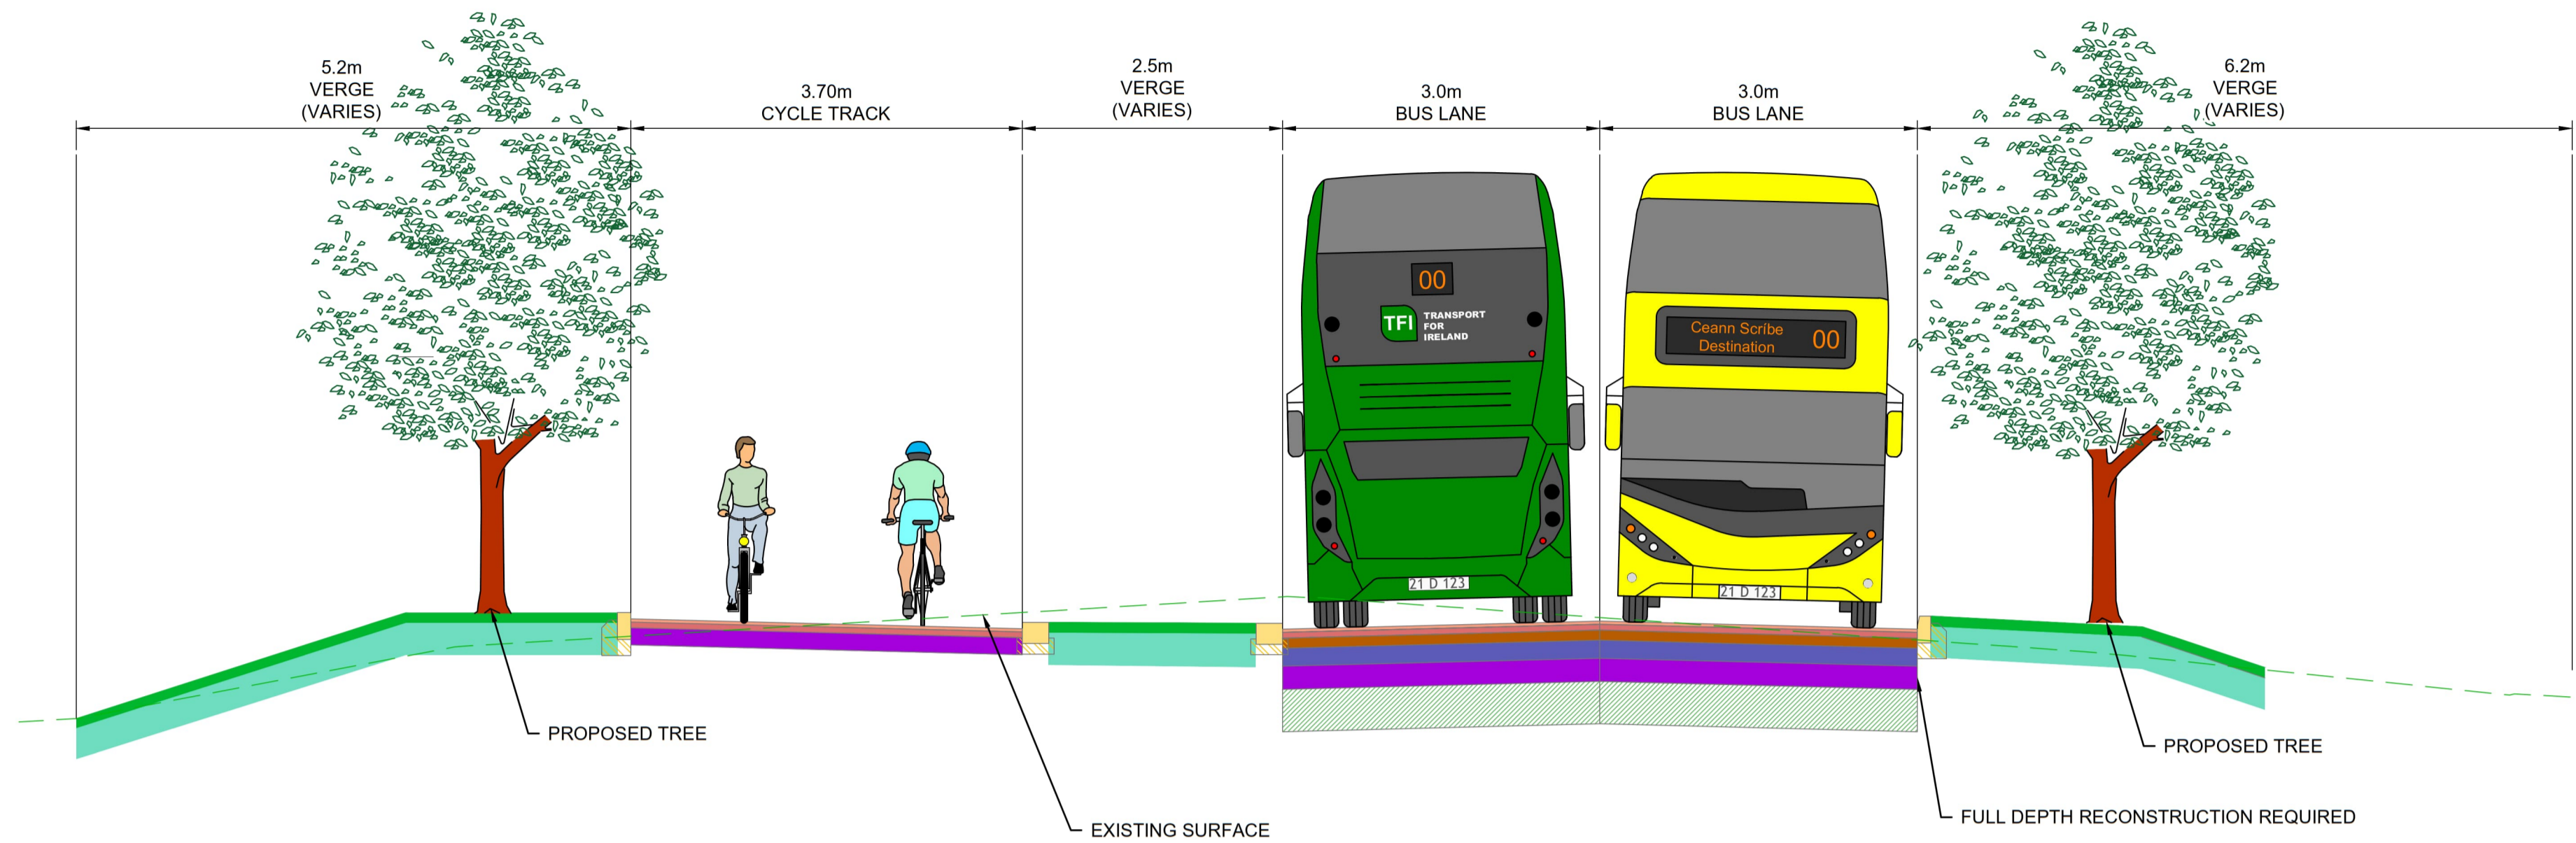 5.2m
VERGE
(VARIES)
3.70m
CYCLE TRACK
2.5m
VERGE
(VARIES)
3.0m
BUS LANE
3.0m
BUS LANE
6.2m
VERGE
(VARIES)
00
TFI TRANSPORT
FOR
IRELAND
21 D 123
Ceann Scríbe
Destination
00
21 D 123
PROPOSED TREE
EXISTING SURFACE
PROPOSED TREE
FULL DEPTH RECONSTRUCTION REQUIRED